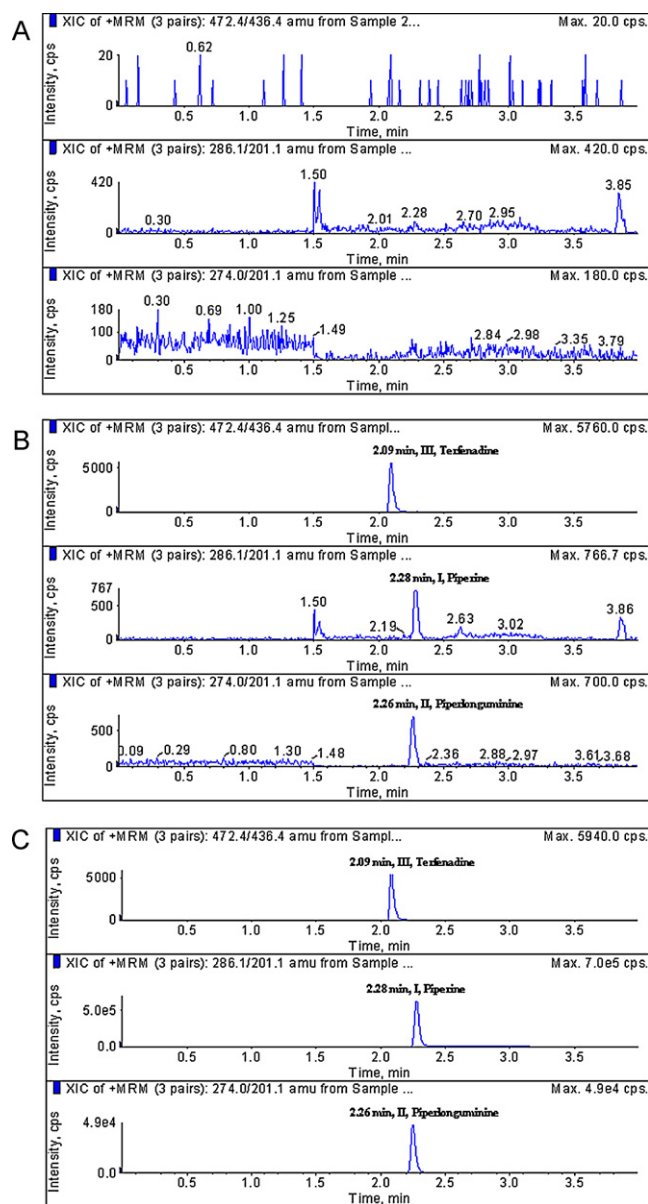 A
XIC of +MRM (3 pairs): 472.4/436.4 amu from Sample 2... Max. 20.0 cps.
Intensity, cps
20
0
0.62
0.5 1.0 1.5 2.0 2.5 3.0 3.5
Time, min
XIC of +MRM (3 pairs): 286.1/201.1 amu from Sample ... Max. 420.0 cps.
Intensity, cps
420
0
0.30 1.50 2.01 2.28 2.70 2.95 3.85
0.5 1.0 1.5 2.0 2.5 3.0 3.5
Time, min
XIC of +MRM (3 pairs): 274.0/201.1 amu from Sample ... Max. 180.0 cps.
Intensity, cps
180
100
0
0.30 0.69 1.00 1.25 1.49 2.84 2.98 3.35 3.79
0.5 1.0 1.5 2.0 2.5 3.0 3.5
Time, min
B
XIC of +MRM (3 pairs): 472.4/436.4 amu from Sampl... Max. 5760.0 cps.
Intensity, cps
5000
0
2.09 min, III, Terfenadine
0.5 1.0 1.5 2.0 2.5 3.0 3.5
Time, min
XIC of +MRM (3 pairs): 286.1/201.1 amu from Sample ... Max. 766.7 cps.
Intensity, cps
767
500
0
2.28 min, I, Piperine
1.50 2.19 2.63 3.02 3.86
0.5 1.0 1.5 2.0 2.5 3.0 3.5
Time, min
XIC of +MRM (3 pairs): 274.0/201.1 amu from Sample ... Max. 700.0 cps.
Intensity, cps
500
0
2.26 min, II, Piperlonguminine
0.09 0.29 0.80 1.30 1.48 2.36 2.88 2.97 3.61 3.68
0.5 1.0 1.5 2.0 2.5 3.0 3.5
Time, min
C
XIC of +MRM (3 pairs): 472.4/436.4 amu from Sampl... Max. 5940.0 cps.
Intensity, cps
5000
0
2.09 min, III, Terfenadine
0.5 1.0 1.5 2.0 2.5 3.0 3.5
Time, min
XIC of +MRM (3 pairs): 286.1/201.1 amu from Sample ... Max. 7.0e5 cps.
Intensity, cps
5.0e5
0.0
2.28 min, I, Piperine
0.5 1.0 1.5 2.0 2.5 3.0 3.5
Time, min
XIC of +MRM (3 pairs): 274.0/201.1 amu from Sample ... Max. 4.9e4 cps.
Intensity, cps
4.9e4
0.0
2.26 min, II, Piperlonguminine
0.5 1.0 1.5 2.0 2.5 3.0 3.5
Time, min